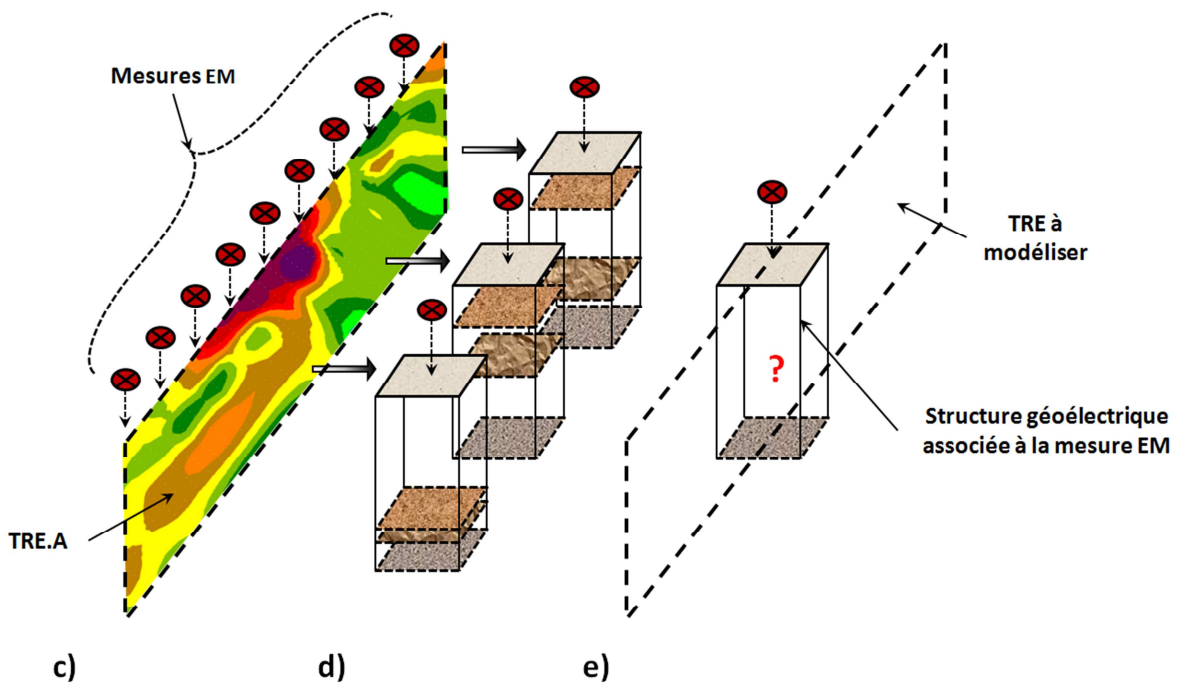 Mesures EM
TRE à
modéliser
?
Structure géoélectrique
associée à la mesure EM
TRE.A
c)
d)
e)